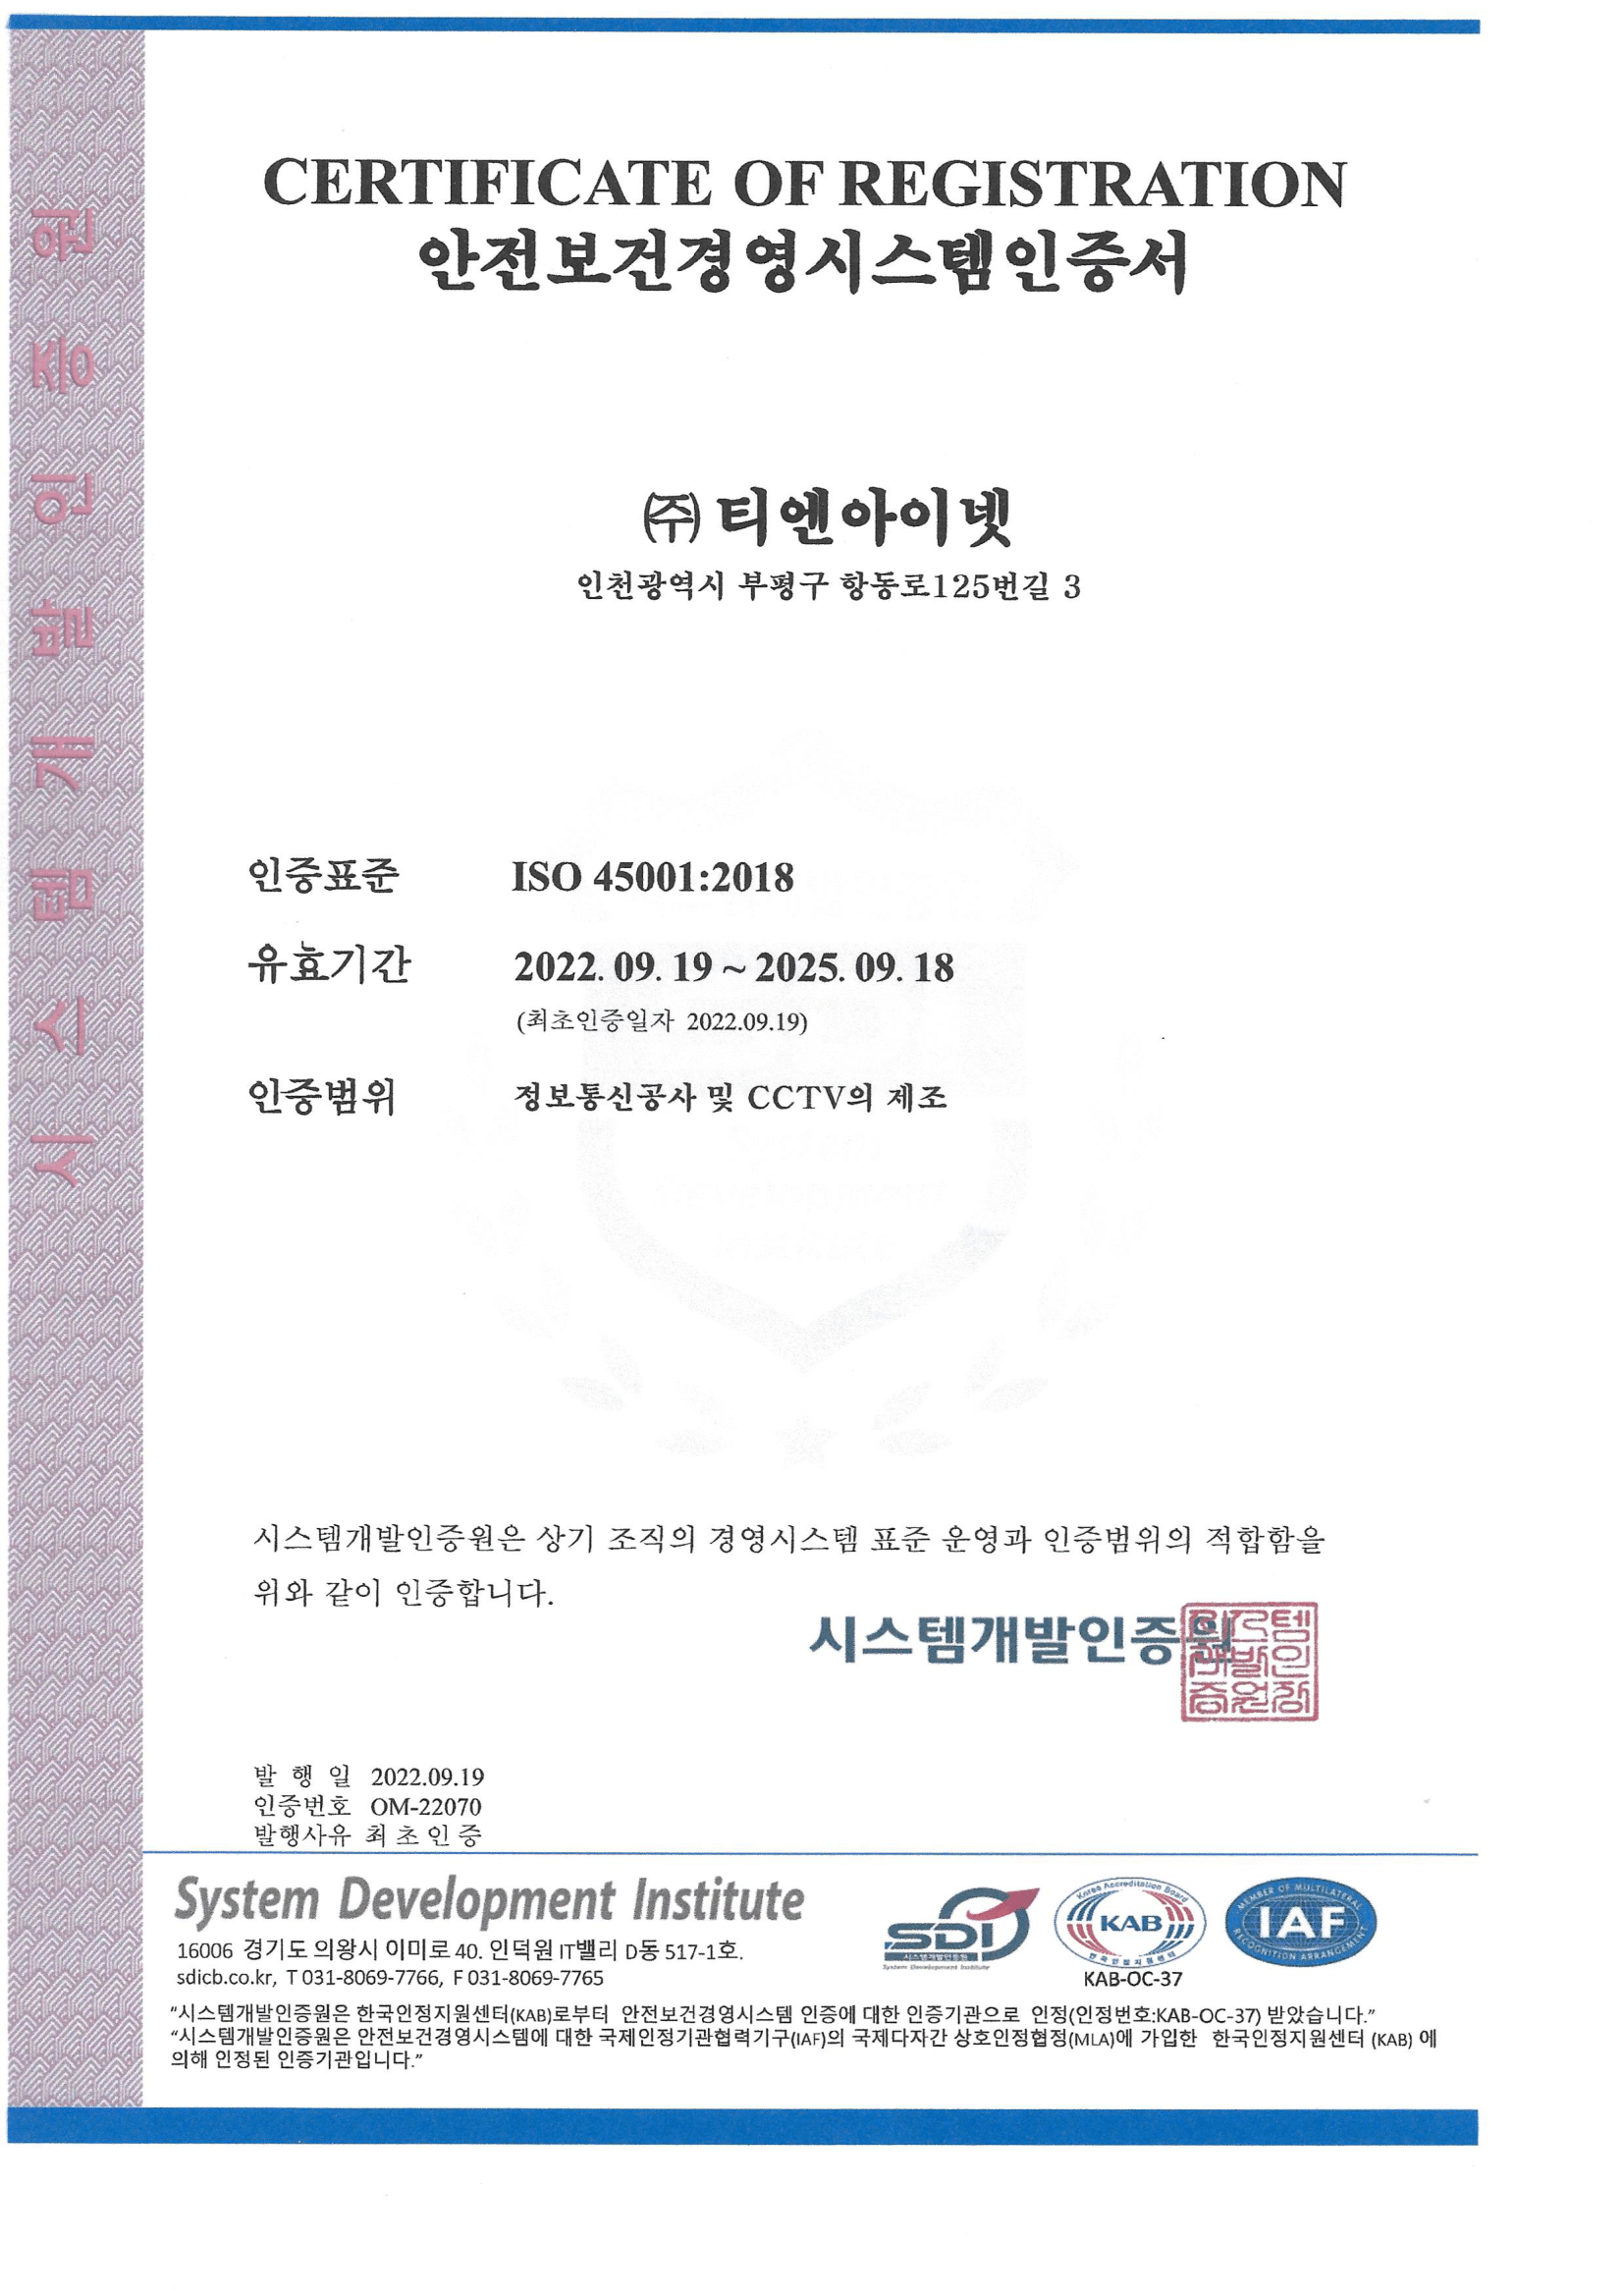 CERTIFICATE OF REGISTRATION
안전보건경영시스템인증서
㈜티엔아이넷
인천광역시 부평구 항동로125번길 3
인증표준 ISO 45001:2018
유효기간 2022. 09. 19 ~ 2025. 09. 18
(최초인증일자 2022.09.19)
인증범위 정보통신공사 및 CCTV의 제조
시스템개발인증원은 상기 조직의 경영시스템 표준 운영과 인증범위의 적합함을
위와 같이 인증합니다.
시스템개발인증원
시스템
개발인
증원장
발 행 일 2022.09.19
인증번호 OM-22070
발행사유 최초인증
System Development Institute
16006 경기도 의왕시 이미로 40. 인덕원 IT밸리 D동 517-1호.
sdicb.co.kr, T 031-8069-7766, F 031-8069-7765
SDI
시스템개발인증원
System Development Institute
Korea Accreditation Board
KAB
한국인정지원센터
KAB-OC-37
MEMBER OF MULTILATERAL
IAF
RECOGNITION ARRANGEMENT
“시스템개발인증원은 한국인정지원센터(KAB)로부터 안전보건경영시스템 인증에 대한 인증기관으로 인정(인정번호:KAB-OC-37) 받았습니다.”
“시스템개발인증원은 안전보건경영시스템에 대한 국제인정기관협력기구(IAF)의 국제다자간 상호인정협정(MLA)에 가입한 한국인정지원센터 (KAB) 에
의해 인정된 인증기관입니다.”
시스템개발인증원